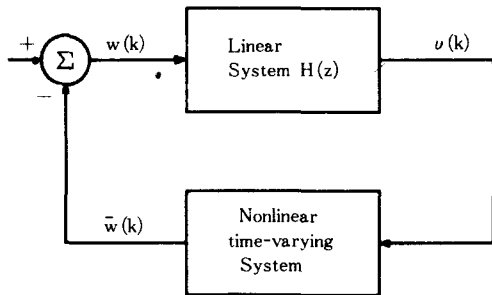 +
Σ
w(k)
Linear
System H(z)
υ(k)
−
w̄(k)
Nonlinear
time-varying
System